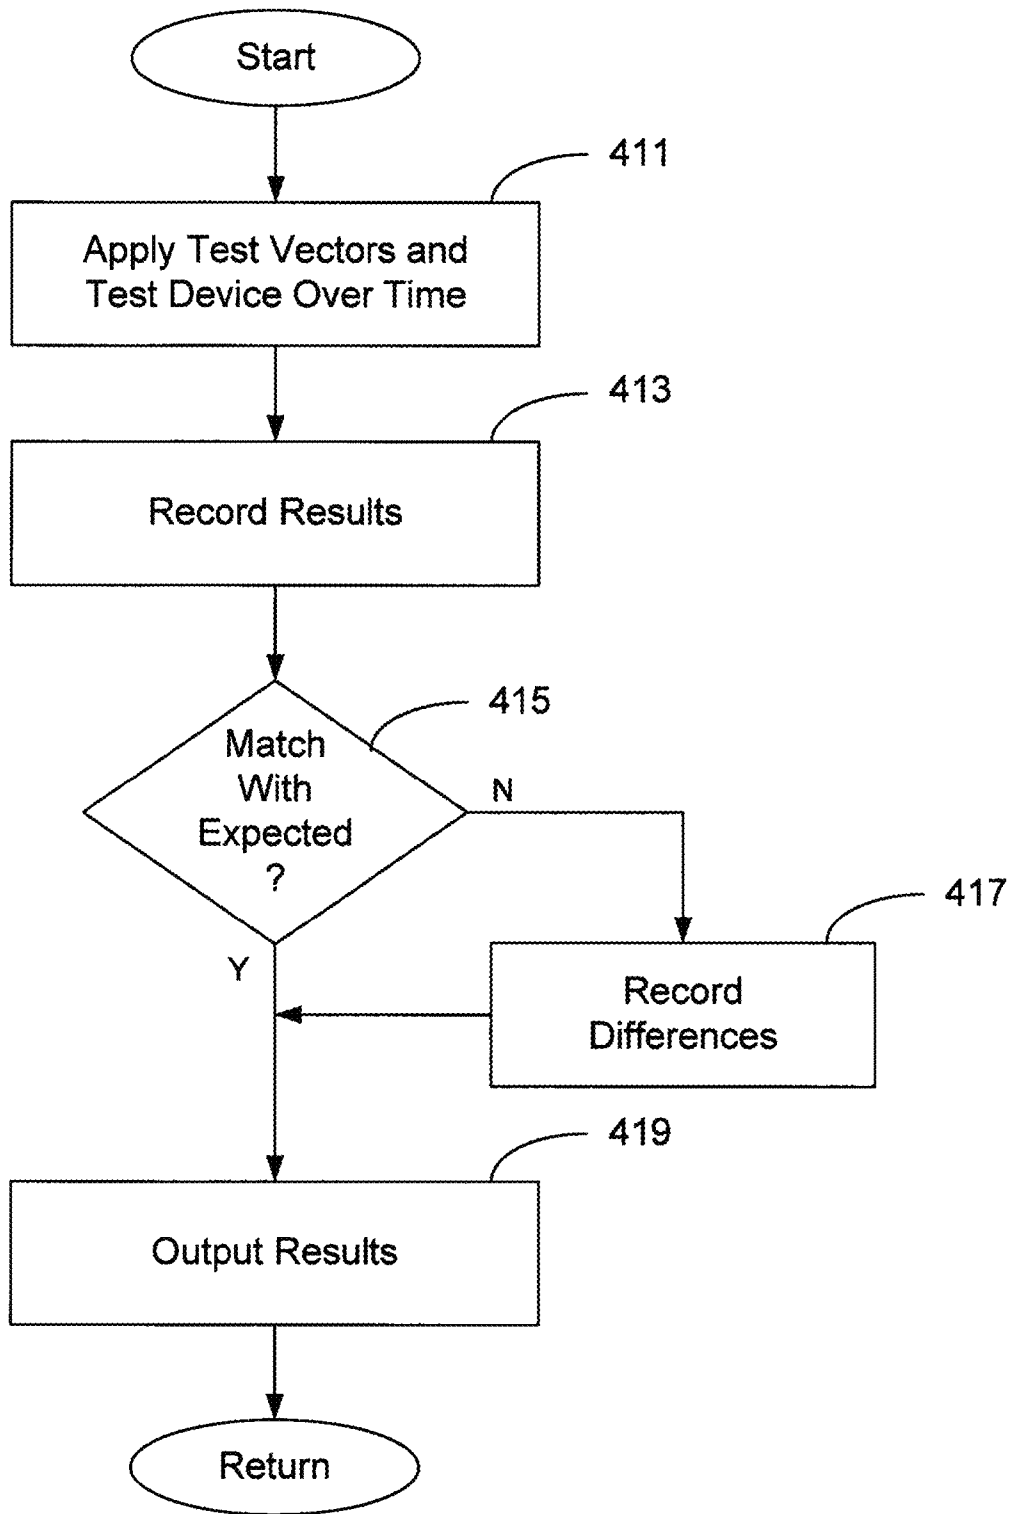 Start
411
Apply Test Vectors and
Test Device Over Time
413
Record Results
415
Match
With
Expected
?
N
417
Y
Record
Differences
419
Output Results
Return